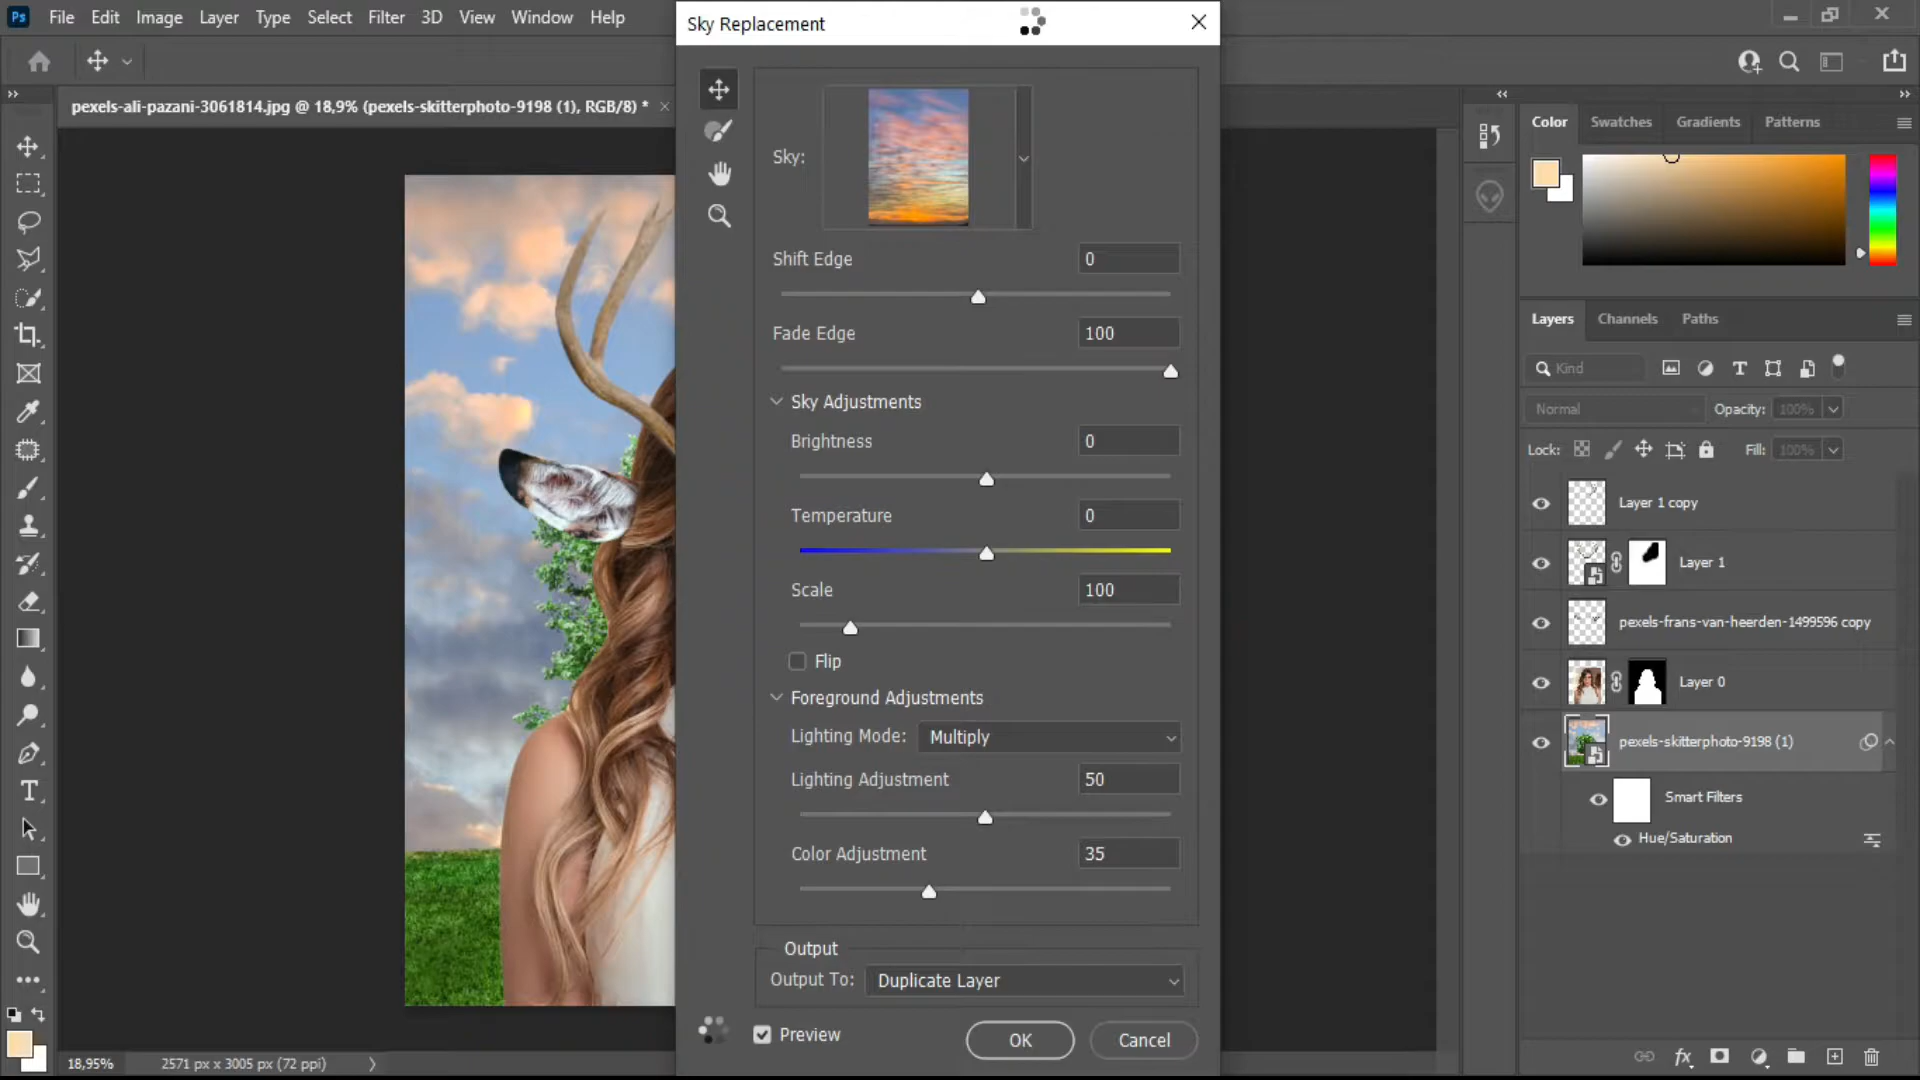 Ps File Edit Image Layer Type Select Filter 3D View Window Help
Sky Replacement
pexels-ali-pazani-3061814.jpg @ 18,9% (pexels-skitterphoto-9198 (1), RGB/8) *
Sky:
Shift Edge 0
Fade Edge 100
Sky Adjustments
Brightness 0
Temperature 0
Scale 100
Flip
Foreground Adjustments
Lighting Mode: Multiply
Lighting Adjustment 50
Color Adjustment 35
Output
Output To: Duplicate Layer
Preview OK Cancel
18,95% 2571 px x 3005 px (72 ppi)
Color Swatches Gradients Patterns
Layers Channels Paths
Kind
Normal Opacity: 100%
Lock: Fill: 100%
Layer 1 copy
Layer 1
pexels-frans-van-heerden-1499596 copy
Layer 0
pexels-skitterphoto-9198 (1)
Smart Filters
Hue/Saturation